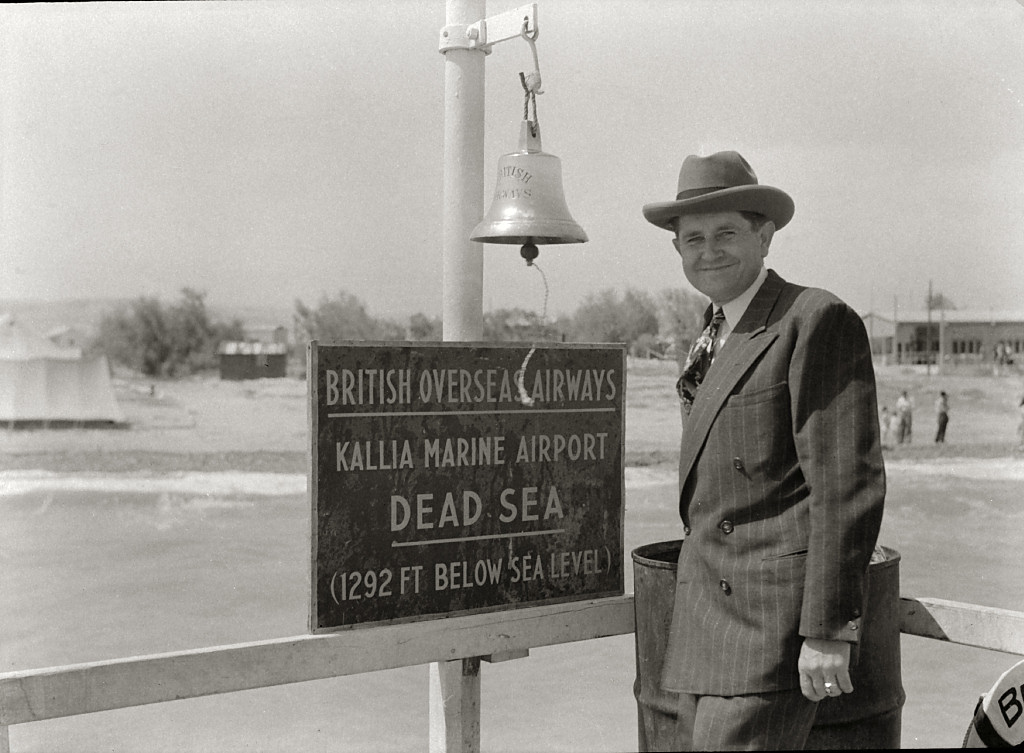 BRITISH OVERSEAS AIRWAYS
KALLIA MARINE AIRPORT
DEAD SEA
(1292 FT BELOW SEA LEVEL)